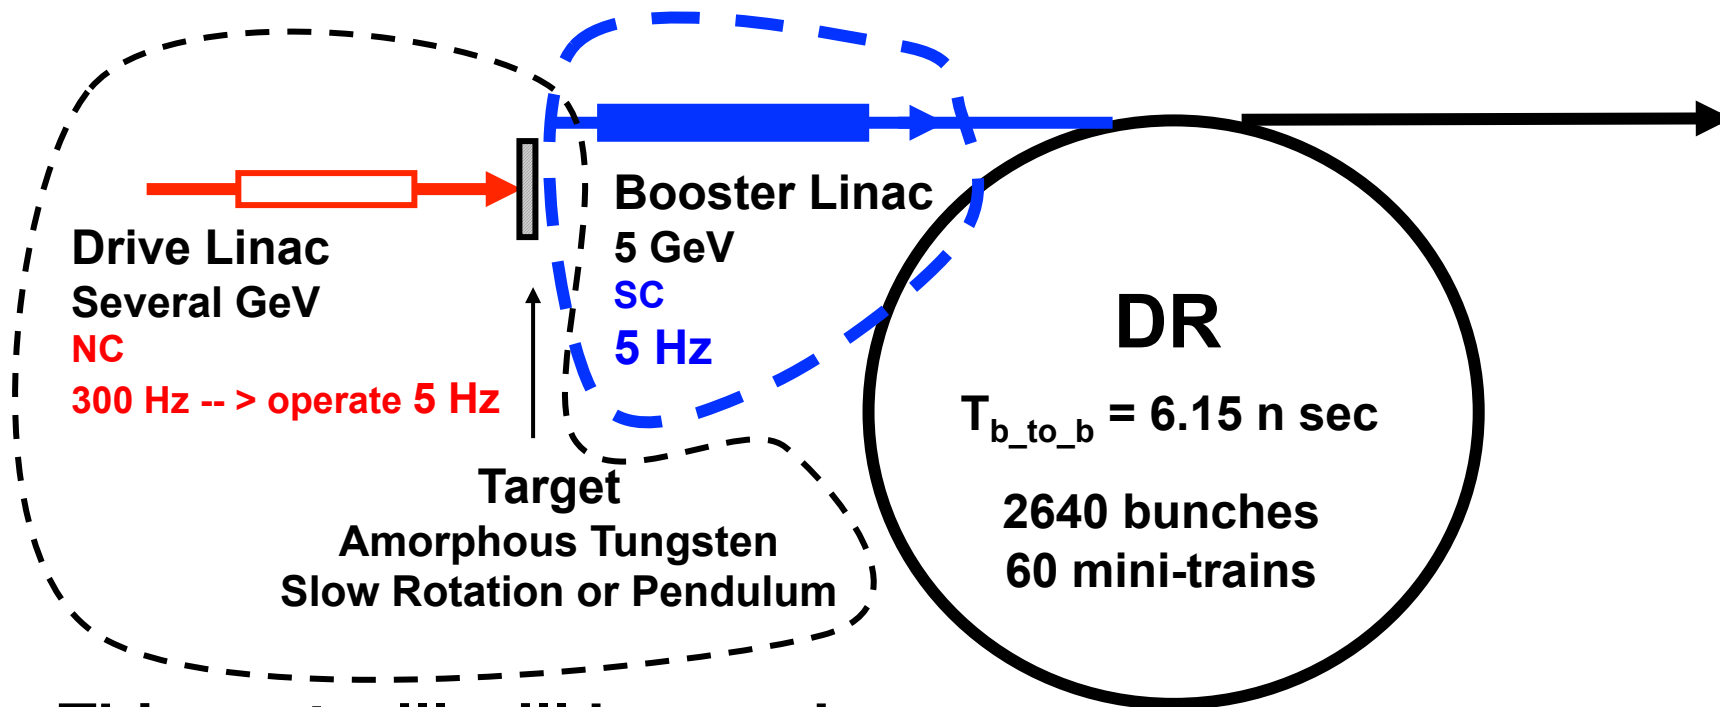 Drive Linac
Several GeV
NC
300 Hz -- > operate 5 Hz
Booster Linac
5 GeV
SC
5 Hz
Target
Amorphous Tungsten
Slow Rotation or Pendulum
DR
Tb_to_b = 6.15 n sec
2640 bunches
60 mini-trains